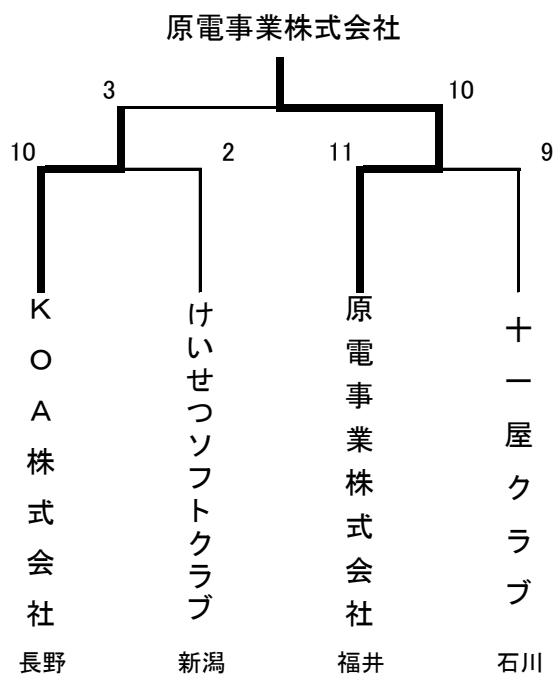 原電事業株式会社
3
10
10
2
11
9
KOA株式会社
けいせつソフトクラブ
原電事業株式会社
十一屋クラブ
長野
新潟
福井
石川